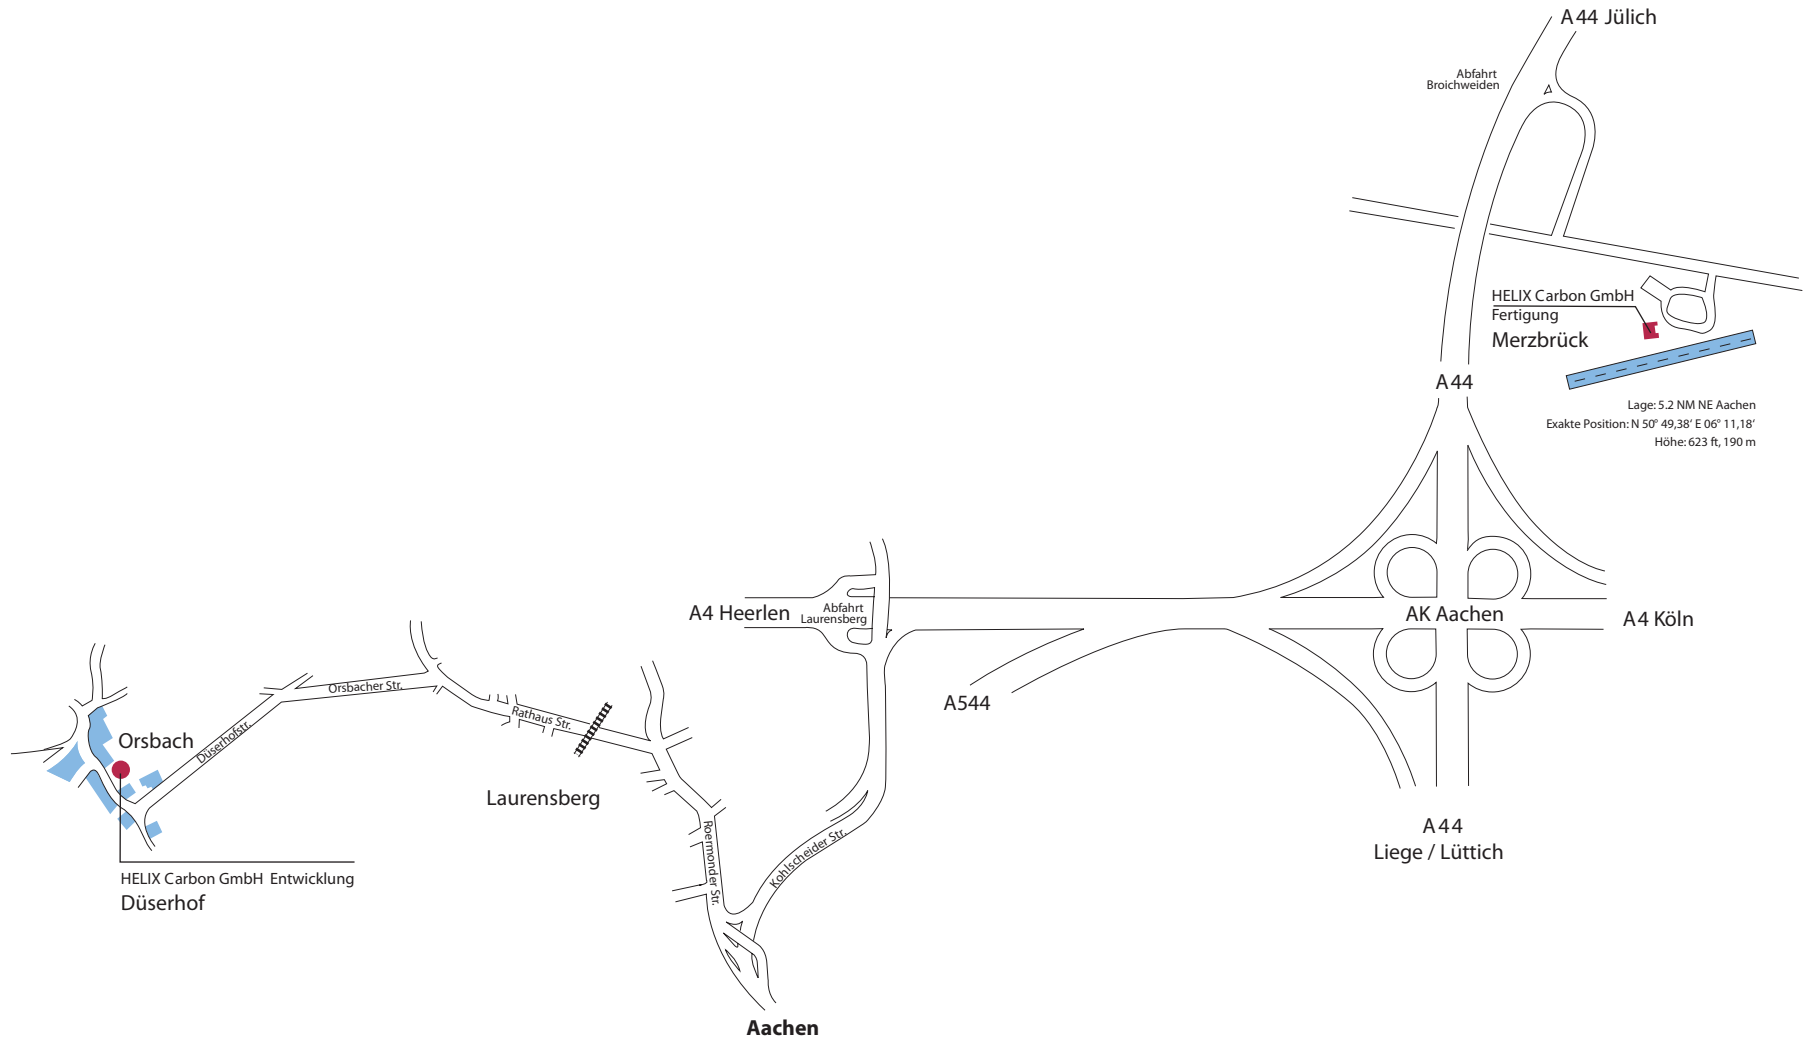 A44 Jülich
Abfahrt
Broichweiden
HELIX Carbon GmbH
Fertigung
Merzbrück
A44
Lage: 5.2 NM NE Aachen
Exakte Position: N 50° 49,38' E 06° 11,18'
Höhe: 623 ft, 190 m
A4 Heerlen
Abfahrt
Laurensberg
AK Aachen
A4 Köln
A544
Orsbacher Str.
Rathaus Str.
Düserhofstr.
Orsbach
Laurensberg
Roermonder Str.
Kohlscheider Str.
A44
Liege / Lüttich
HELIX Carbon GmbH Entwicklung
Düserhof
Aachen